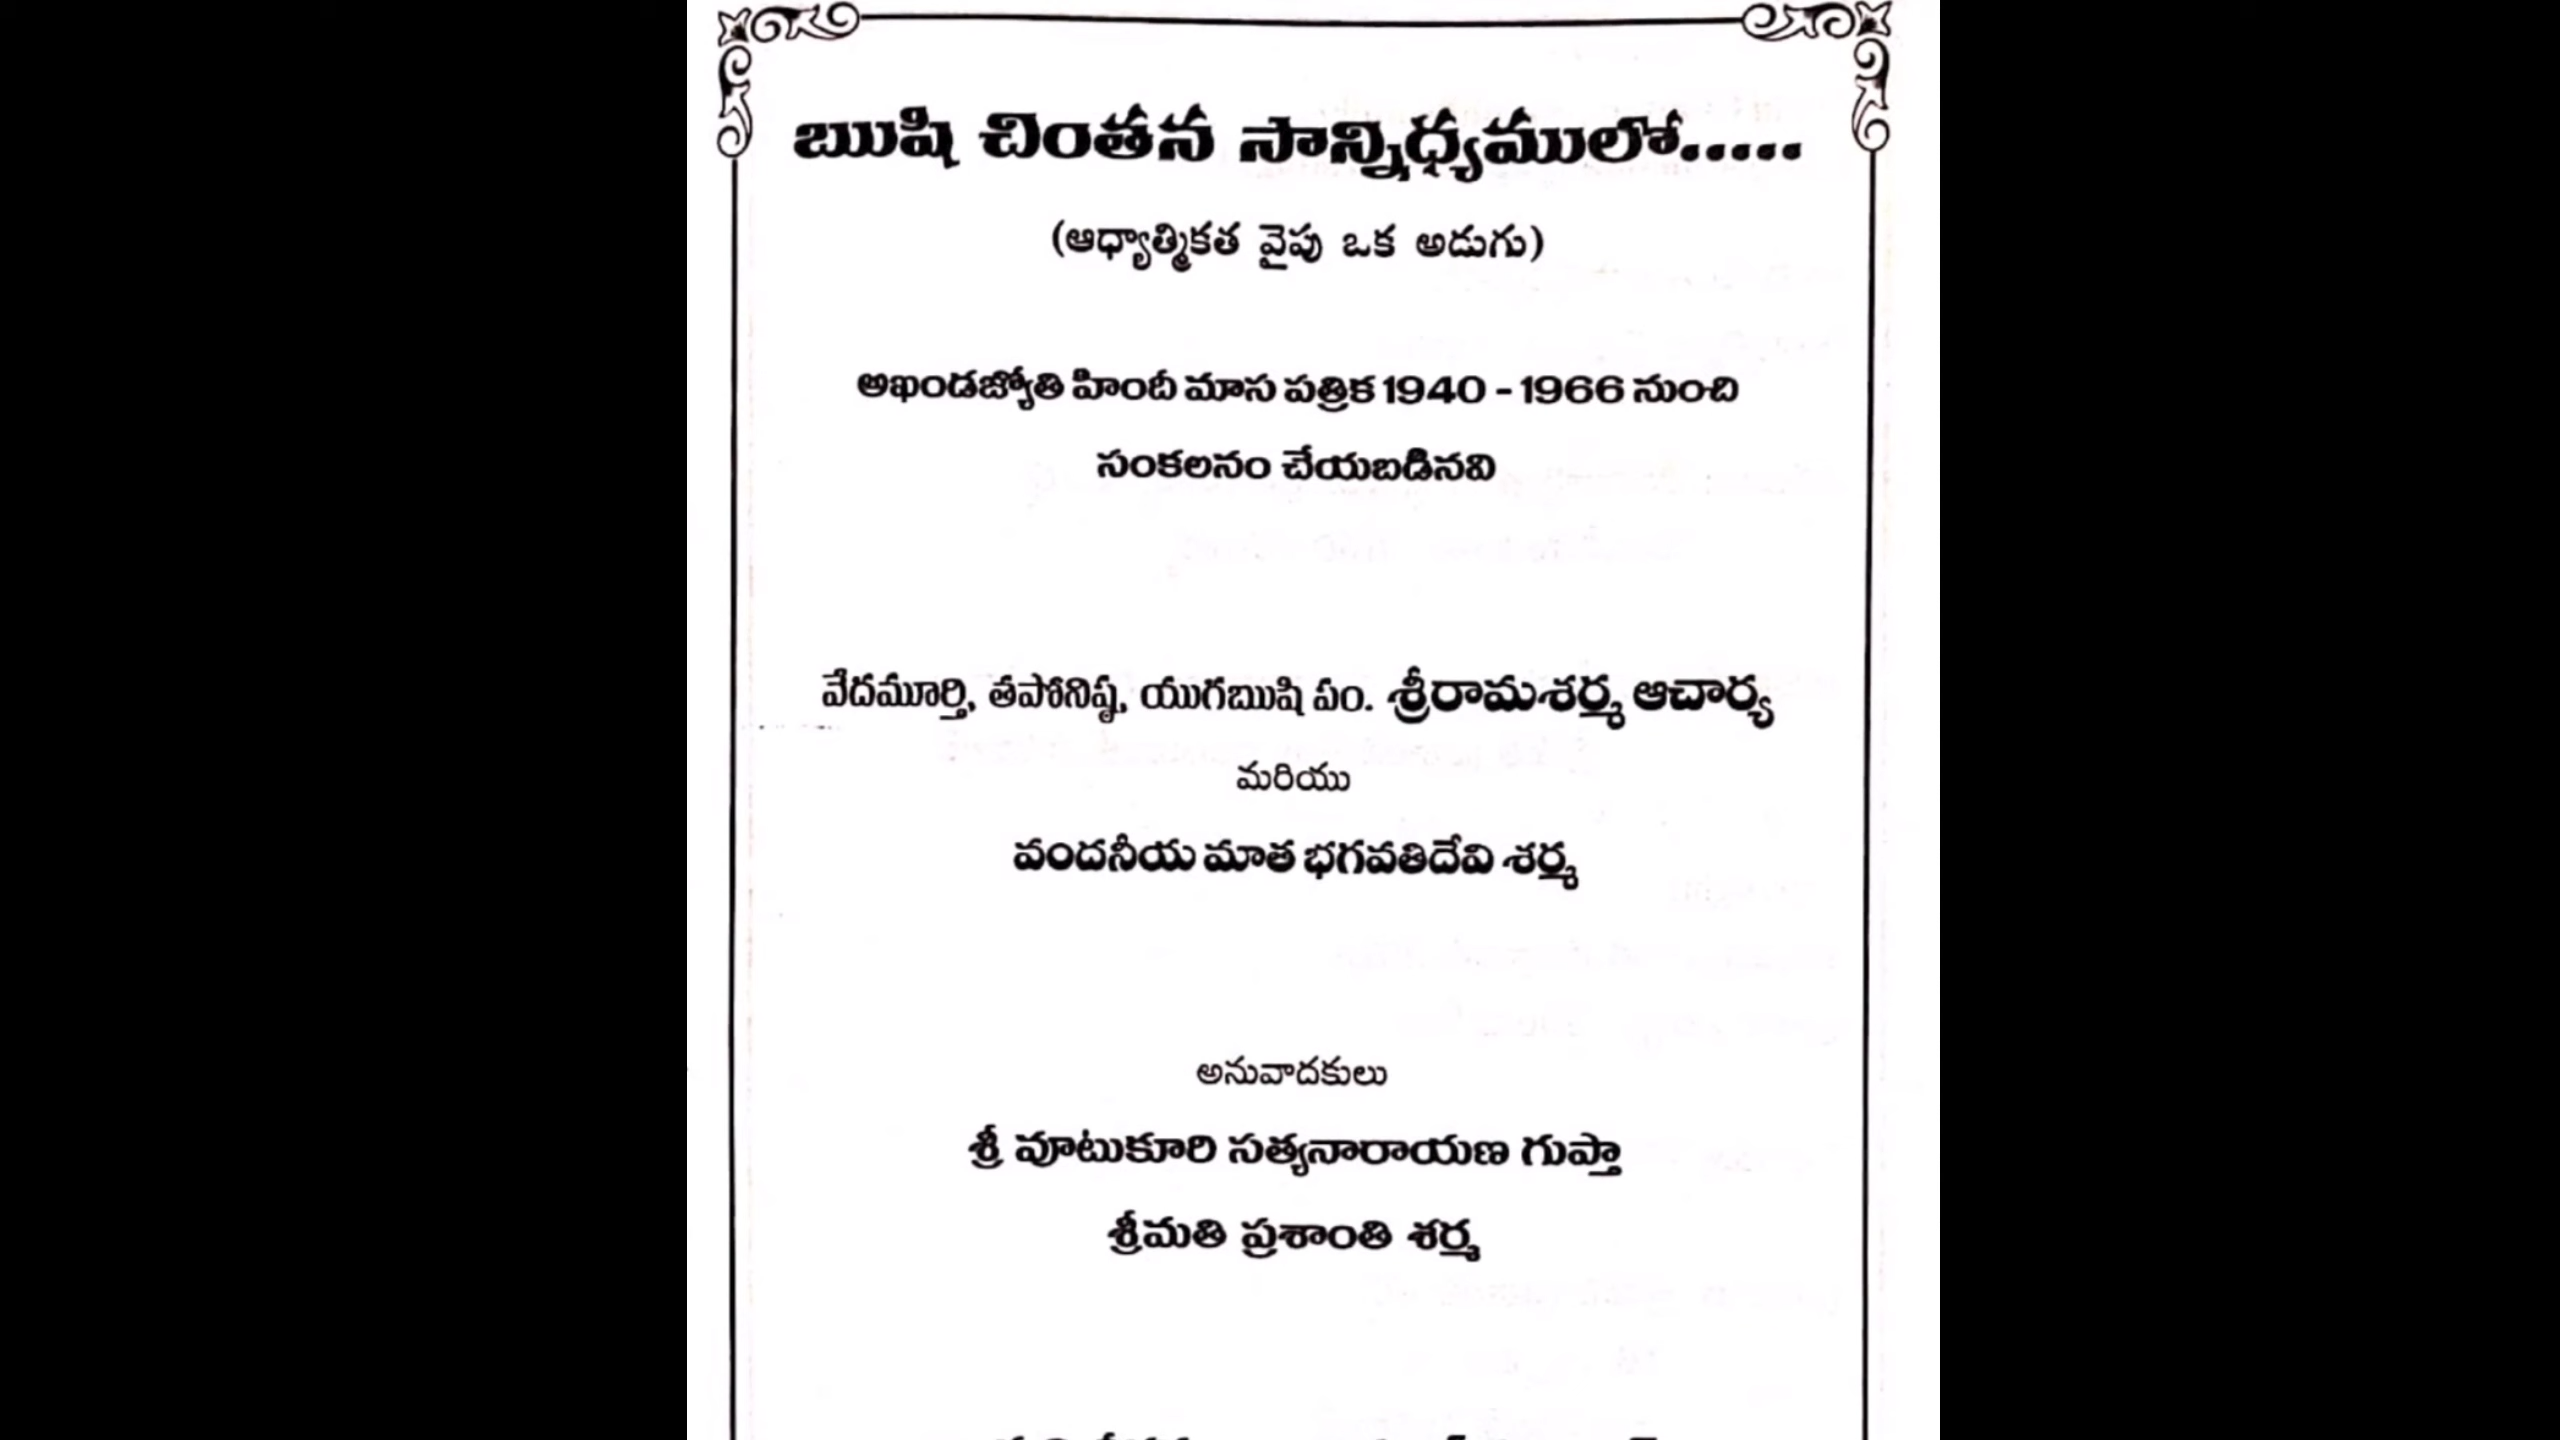 ఋషి చింతన సాన్నిధ్యములో.....
(ఆధ్యాత్మికత వైపు ఒక అడుగు)
అఖండజ్యోతి హిందీ మాస పత్రిక 1940 - 1966 నుంచి
సంకలనం చేయబడినవి
వేదమూర్తి, తపోనిష్ఠ, యుగఋషి పం. శ్రీరామశర్మ ఆచార్య
మరియు
వందనీయ మాత భగవతిదేవి శర్మ
అనువాదకులు
శ్రీ వూటుకూరి సత్యనారాయణ గుప్తా
శ్రీమతి ప్రశాంతి శర్మ